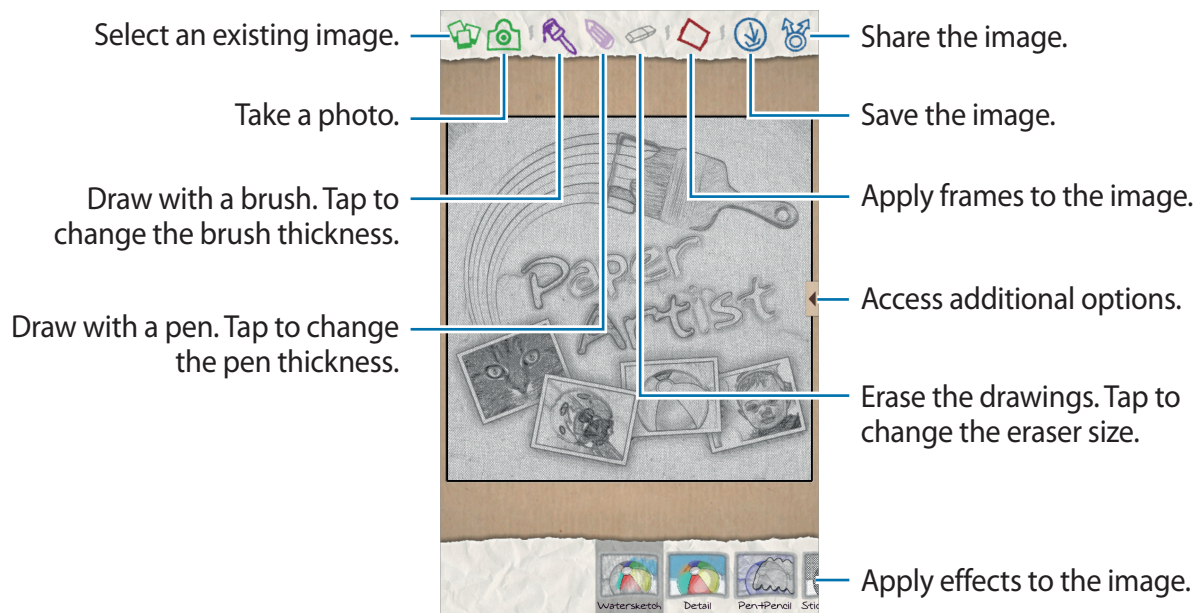 Select an existing image.
Take a photo.
Draw with a brush. Tap to
change the brush thickness.
Draw with a pen. Tap to change
the pen thickness.
Share the image.
Save the image.
Apply frames to the image.
Access additional options.
Erase the drawings. Tap to
change the eraser size.
Apply effects to the image.
Paper
Artist
Watersketch
Detail
Pen+Pencil